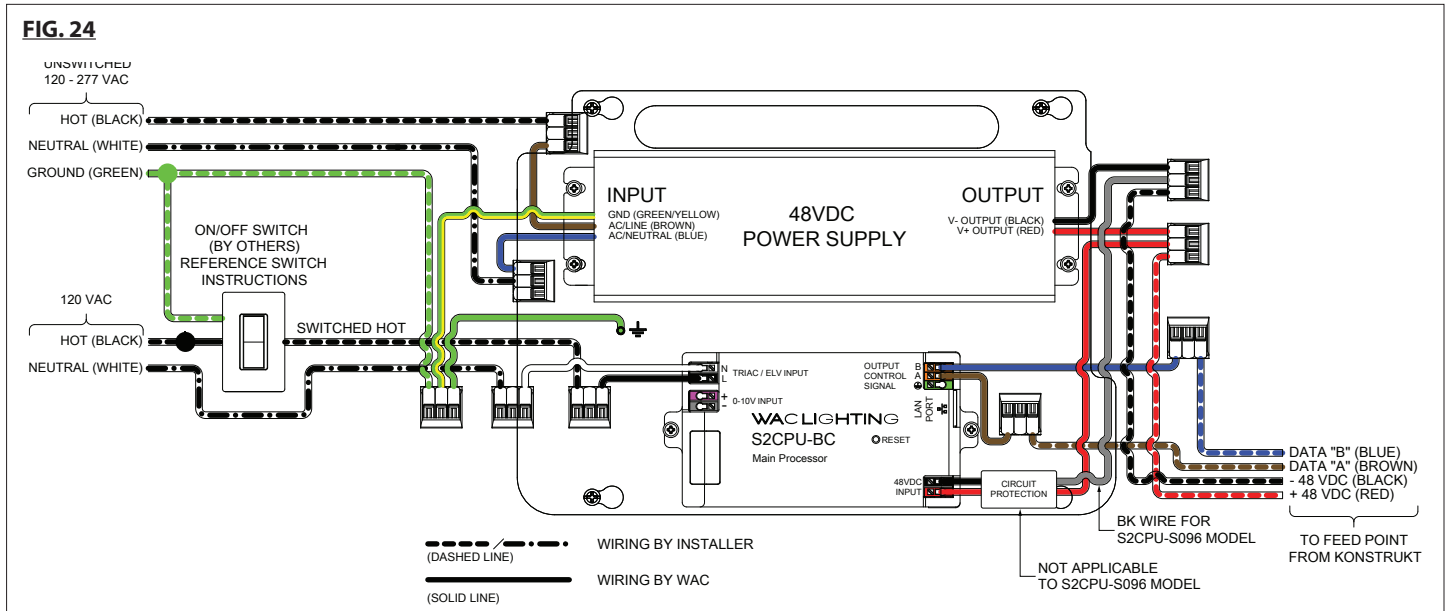 FIG. 24
UNSWITCHED
120 - 277 VAC
HOT (BLACK)
NEUTRAL (WHITE)
GROUND (GREEN)
ON/OFF SWITCH
(BY OTHERS)
REFERENCE SWITCH
INSTRUCTIONS
120 VAC
HOT (BLACK)
NEUTRAL (WHITE)
SWITCHED HOT
INPUT
GND (GREEN/YELLOW)
AC/LINE (BROWN)
AC/NEUTRAL (BLUE)
48VDC
POWER SUPPLY
OUTPUT
V- OUTPUT (BLACK)
V+ OUTPUT (RED)
N
L
TRIAC / ELV INPUT
+
-
0-10V INPUT
OUTPUT
CONTROL
SIGNAL
B
A
LAN
PORT
WAC LIGHTING
S2CPU-BC
Main Processor
RESET
48VDC
INPUT
CIRCUIT
PROTECTION
DATA "B" (BLUE)
DATA "A" (BROWN)
- 48 VDC (BLACK)
+ 48 VDC (RED)
TO FEED POINT
FROM KONSTRUKT
BK WIRE FOR
S2CPU-S096 MODEL
NOT APPLICABLE
TO S2CPU-S096 MODEL
WIRING BY INSTALLER
(DASHED LINE)
WIRING BY WAC
(SOLID LINE)